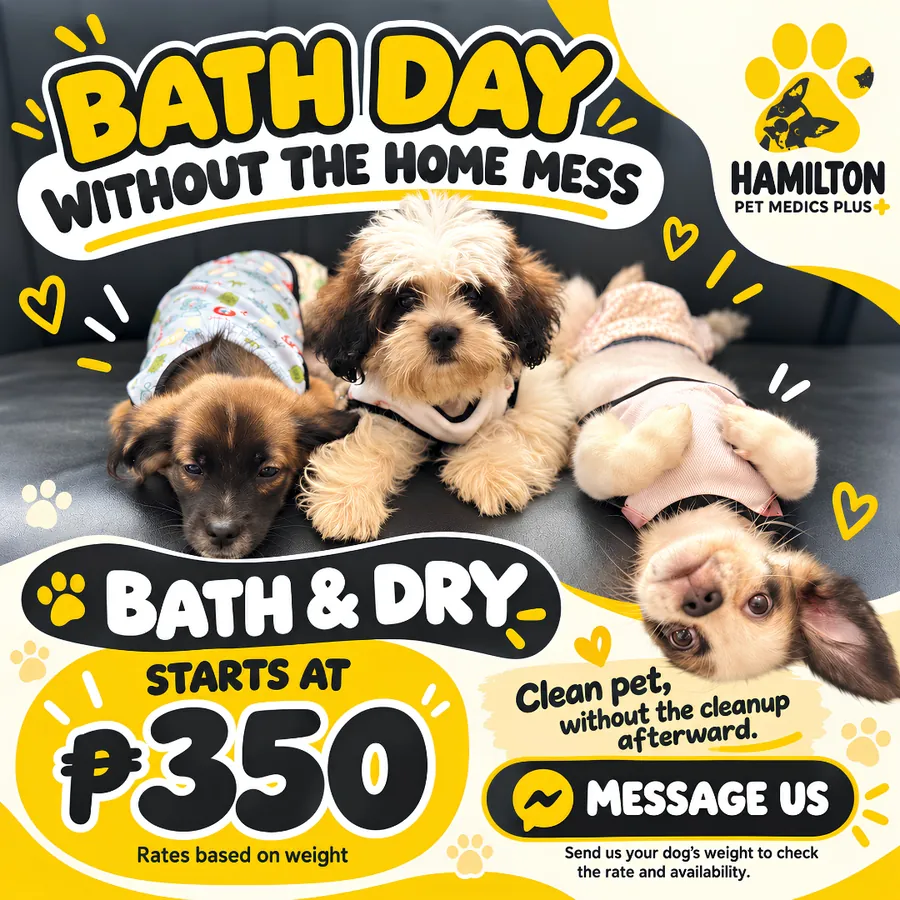 BATH DAY
WITHOUT THE HOME MESS
HAMILTON
PET MEDICS PLUS+
BATH & DRY
STARTS AT
₱350
Rates based on weight
Clean pet,
without the cleanup
afterward.
MESSAGE US
Send us your dog's weight to check
the rate and availability.